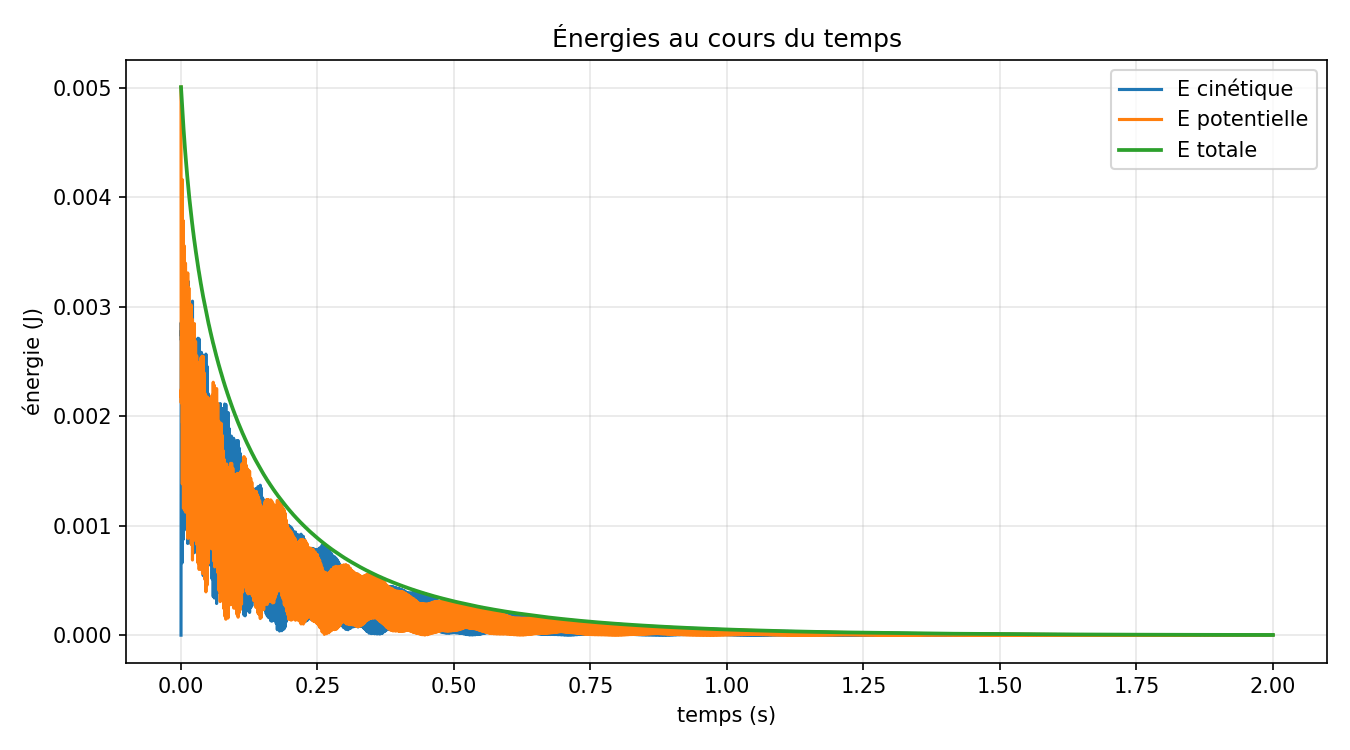 Énergies au cours du temps
E cinétique
E potentielle
E totale
énergie (J)
0.005
0.004
0.003
0.002
0.001
0.000
0.00 0.25 0.50 0.75 1.00 1.25 1.50 1.75 2.00
temps (s)